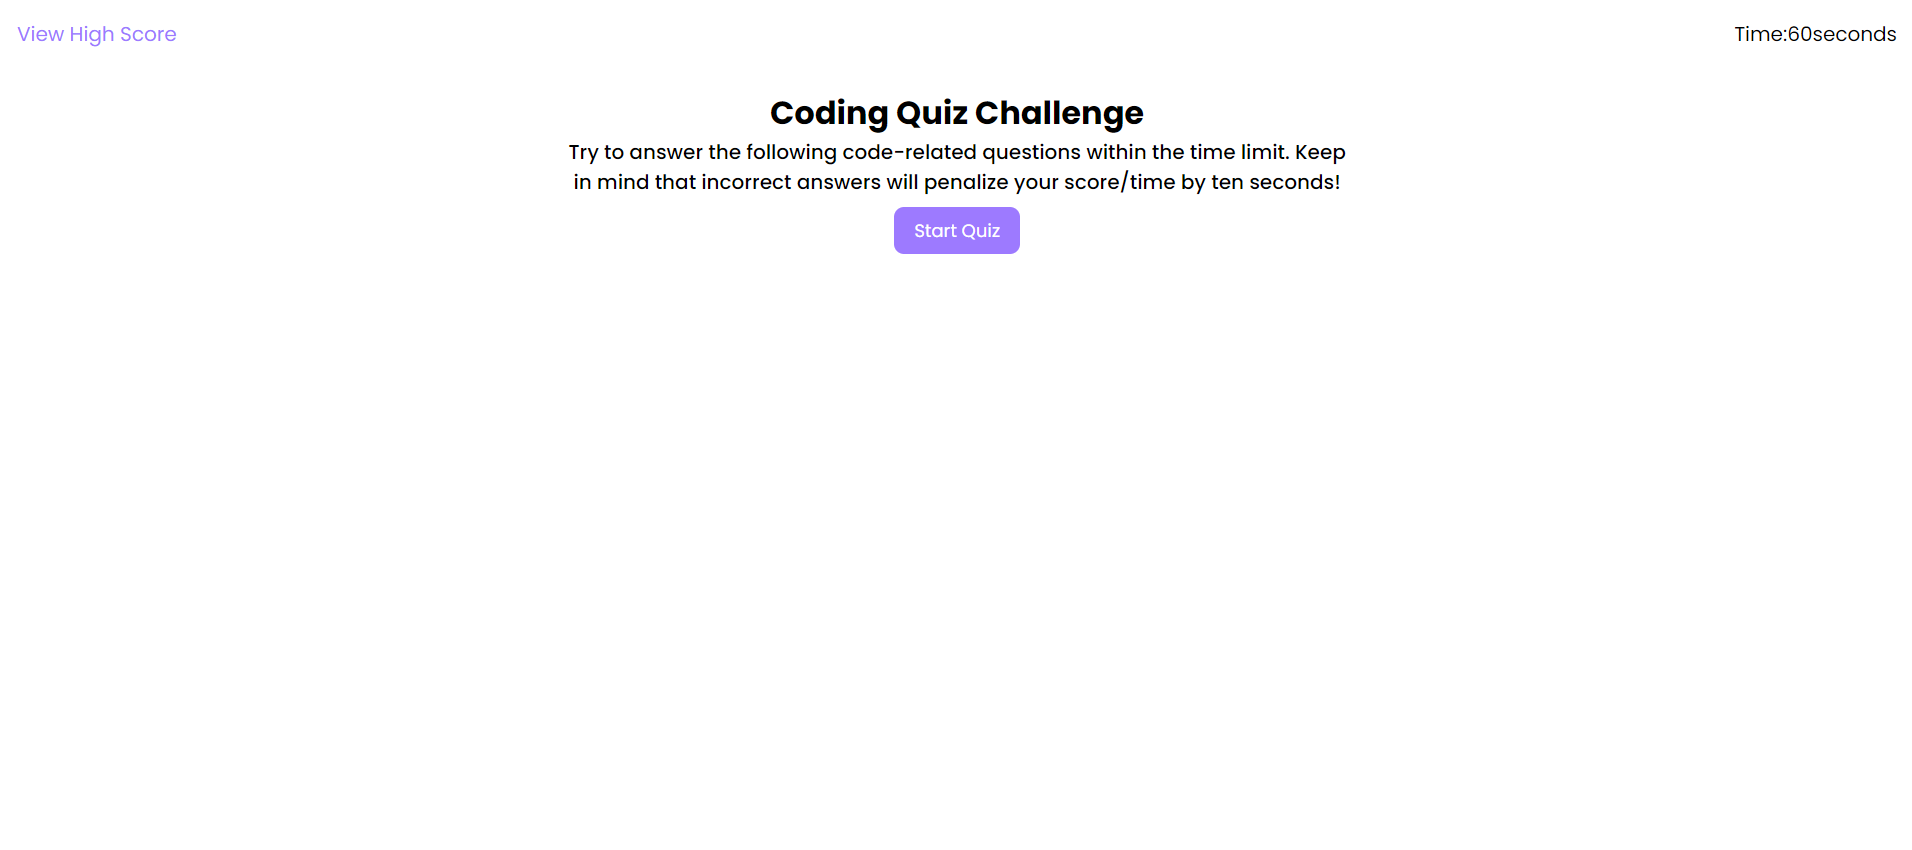 View High Score
Time:60seconds
Coding Quiz Challenge
Try to answer the following code-related questions within the time limit. Keep
in mind that incorrect answers will penalize your score/time by ten seconds!
Start Quiz